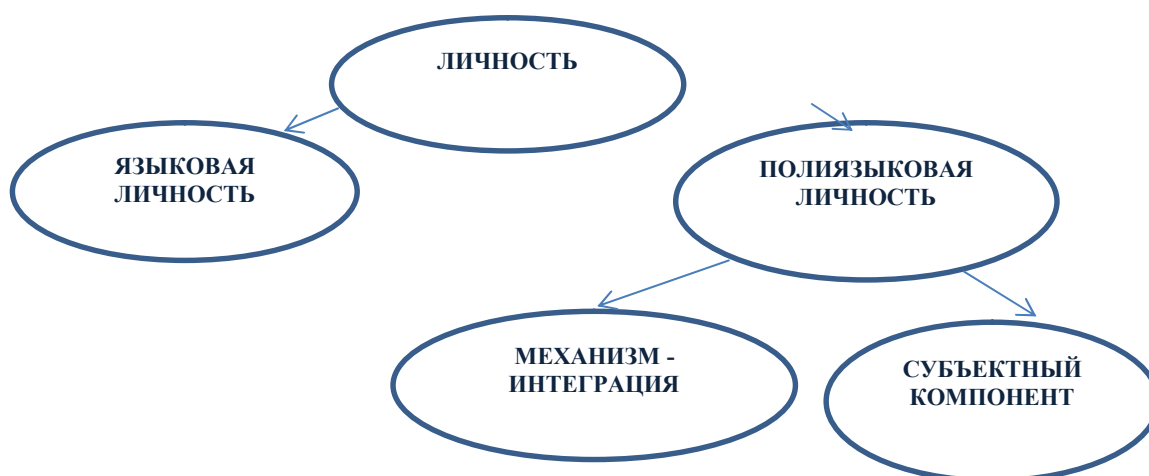 ЛИЧНОСТЬ
ЯЗЫКОВАЯ
ЛИЧНОСТЬ
ПОЛИЯЗЫКОВАЯ
ЛИЧНОСТЬ
МЕХАНИЗМ -
ИНТЕГРАЦИЯ
СУБЪЕКТНЫЙ
КОМПОНЕНТ